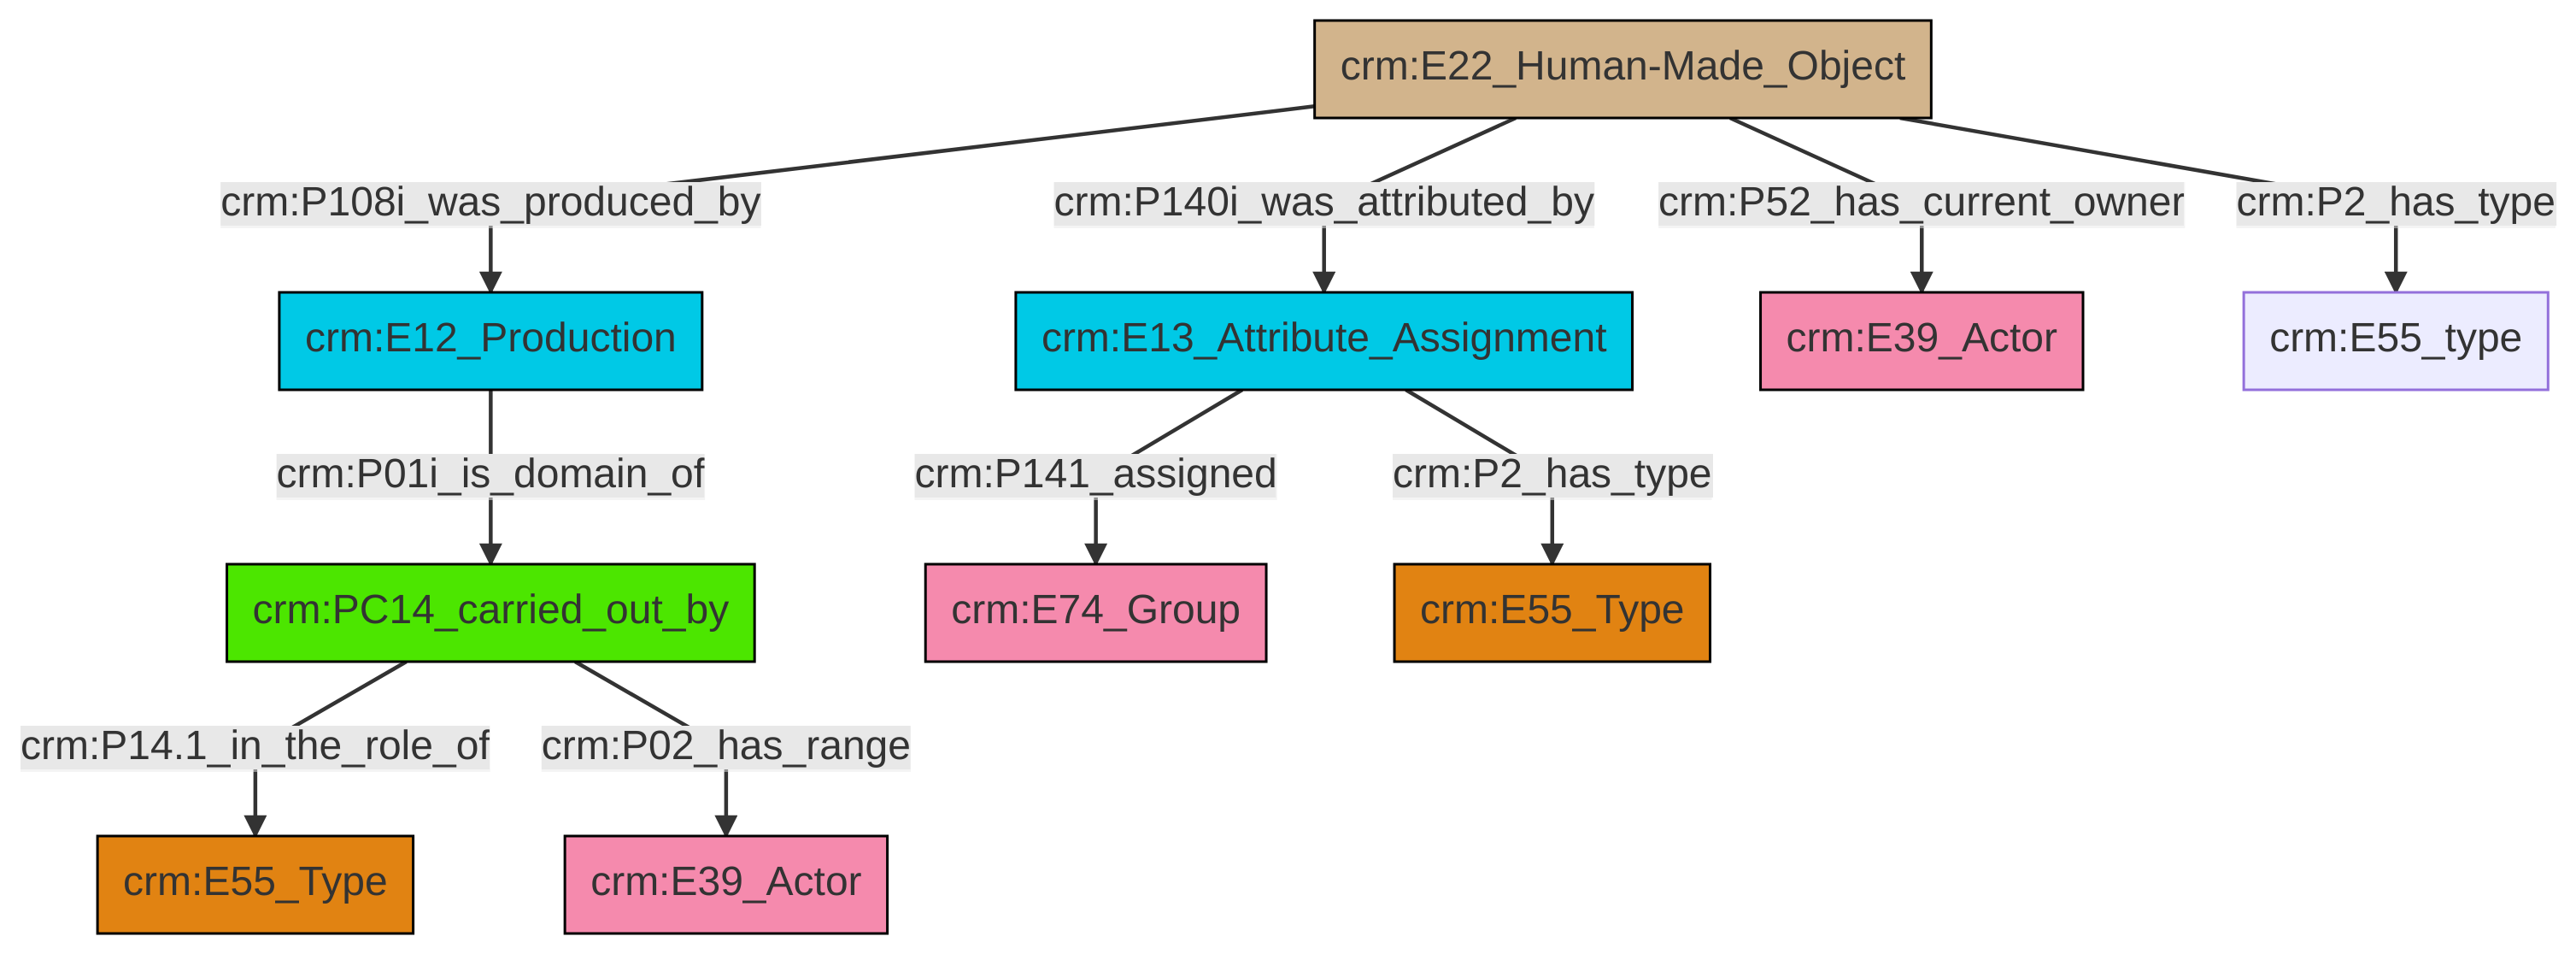 crm:E22_Human-Made_Object
crm:P108i_was_produced_by
crm:P140i_was_attributed_by
crm:P52_has_current_owner
crm:P2_has_type
crm:E12_Production
crm:E13_Attribute_Assignment
crm:E39_Actor
crm:E55_type
crm:P01i_is_domain_of
crm:P141_assigned
crm:P2_has_type
crm:PC14_carried_out_by
crm:E74_Group
crm:E55_Type
crm:P14.1_in_the_role_of
crm:P02_has_range
crm:E55_Type
crm:E39_Actor